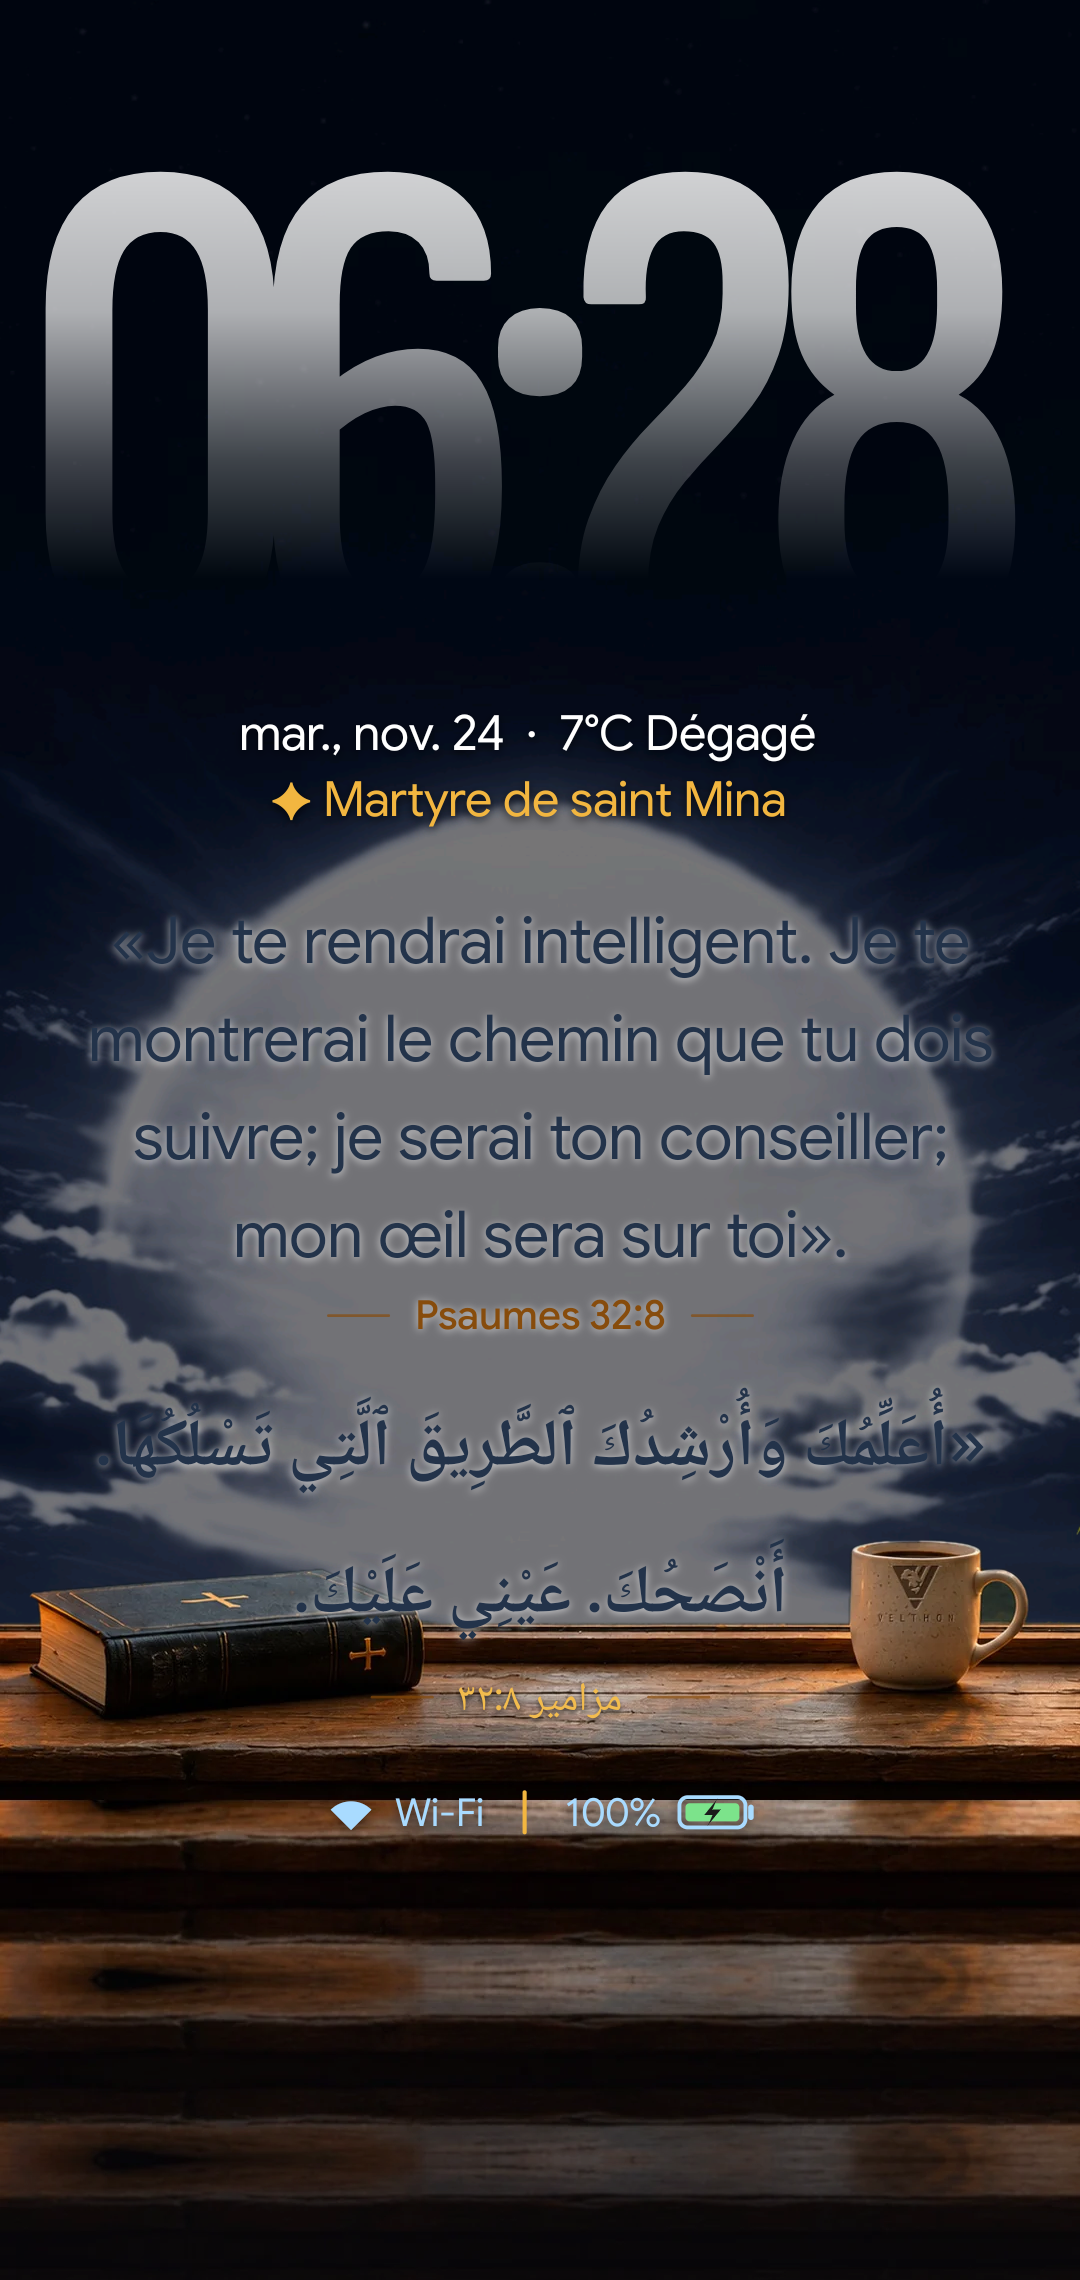 06:28
mar., nov. 24 · 7°C Dégagé
✦ Martyre de saint Mina
«Je te rendrai intelligent. Je te
montrerai le chemin que tu dois
suivre; je serai ton conseiller;
mon œil sera sur toi».
Psaumes 32:8
«أُعَلِّمُكَ وَأُرْشِدُكَ ٱلطَّرِيقَ ٱلَّتِي تَسْلُكُهَا.
أَنْصَحُكَ. عَيْنِي عَلَيْكَ.
مزامير ٣٢:٨
VELTHON
Wi-Fi | 100%